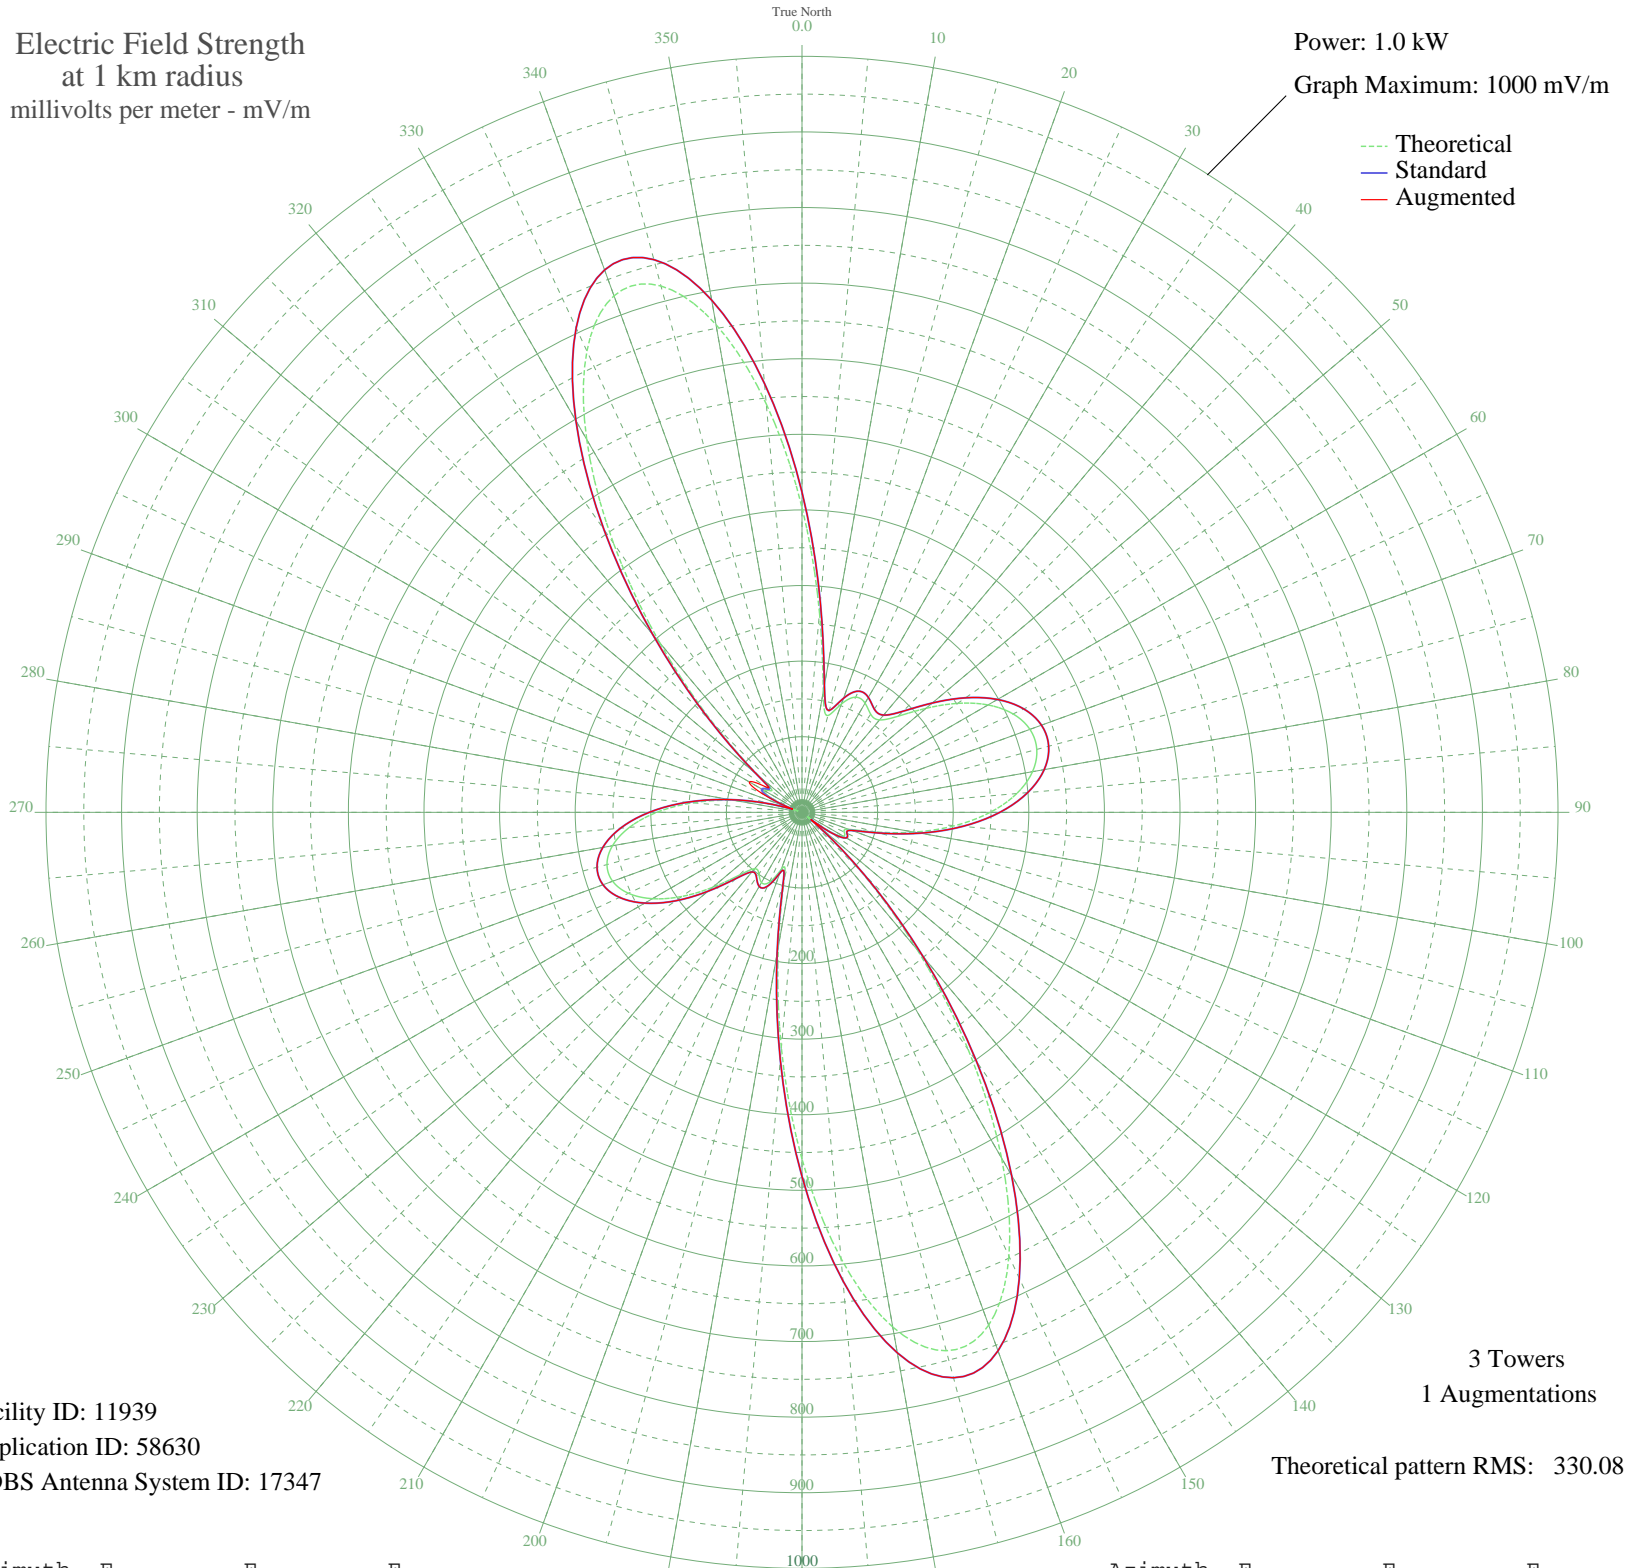 True North
0.0
Electric Field Strength
at 1 km radius
millivolts per meter - mV/m
Power: 1.0 kW
Graph Maximum: 1000 mV/m
Theoretical
Standard
Augmented
10
20
30
40
50
60
70
80
90
100
110
120
130
140
150
160
200
210
220
230
240
250
260
270
280
290
300
310
320
330
340
350
200
300
400
500
600
700
800
900
1000
3 Towers
1 Augmentations
Theoretical pattern RMS: 330.08
cility ID: 11939
plication ID: 58630
DBS Antenna System ID: 17347